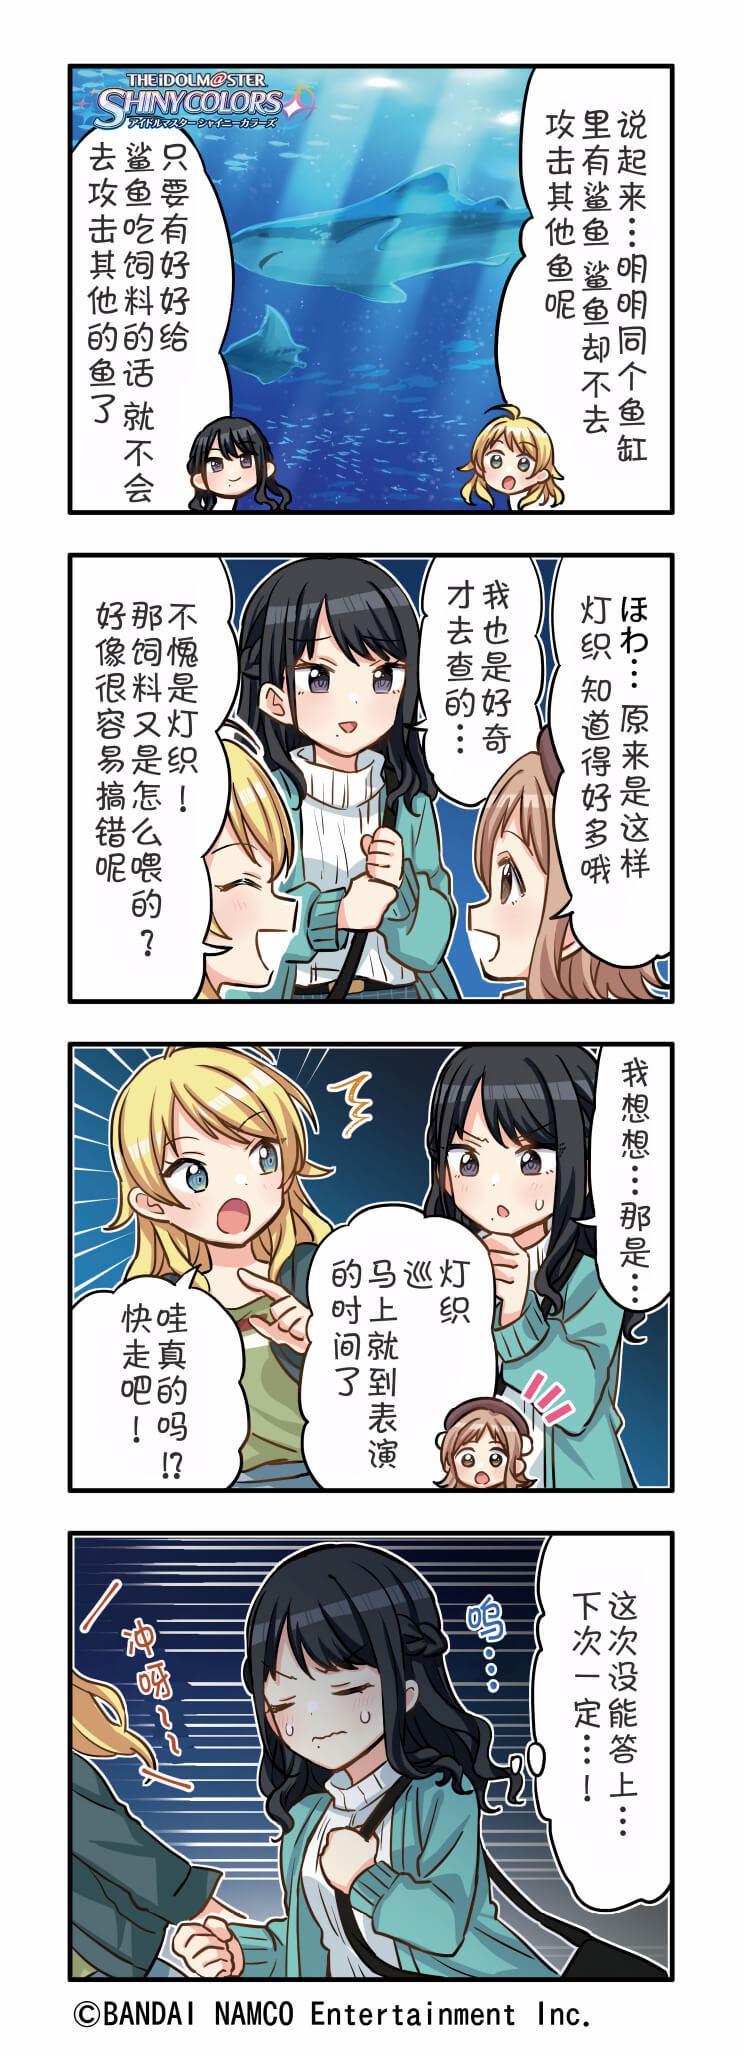 THE iDOLM@STER
SHINYCOLORS
アイドルマスター シャイニーカラーズ
说起来…明明同个鱼缸
里有鲨鱼 鲨鱼却不去
攻击其他鱼呢
只要有好好给
鲨鱼吃饲料的话 就不会
去攻击其他的鱼了
ほわ… 原来是这样
灯织 知道得好多哦
我也是好奇
才去查的…
不愧是灯织！
那饲料又是怎么喂的？
好像很容易搞错呢
我想想…那是…
灯织
巡
马上就到表演
的时间了
哇真的吗!?
快走吧！
这次没能答上…
下次一定…！
呜…
冲呀~~
©BANDAI NAMCO Entertainment Inc.